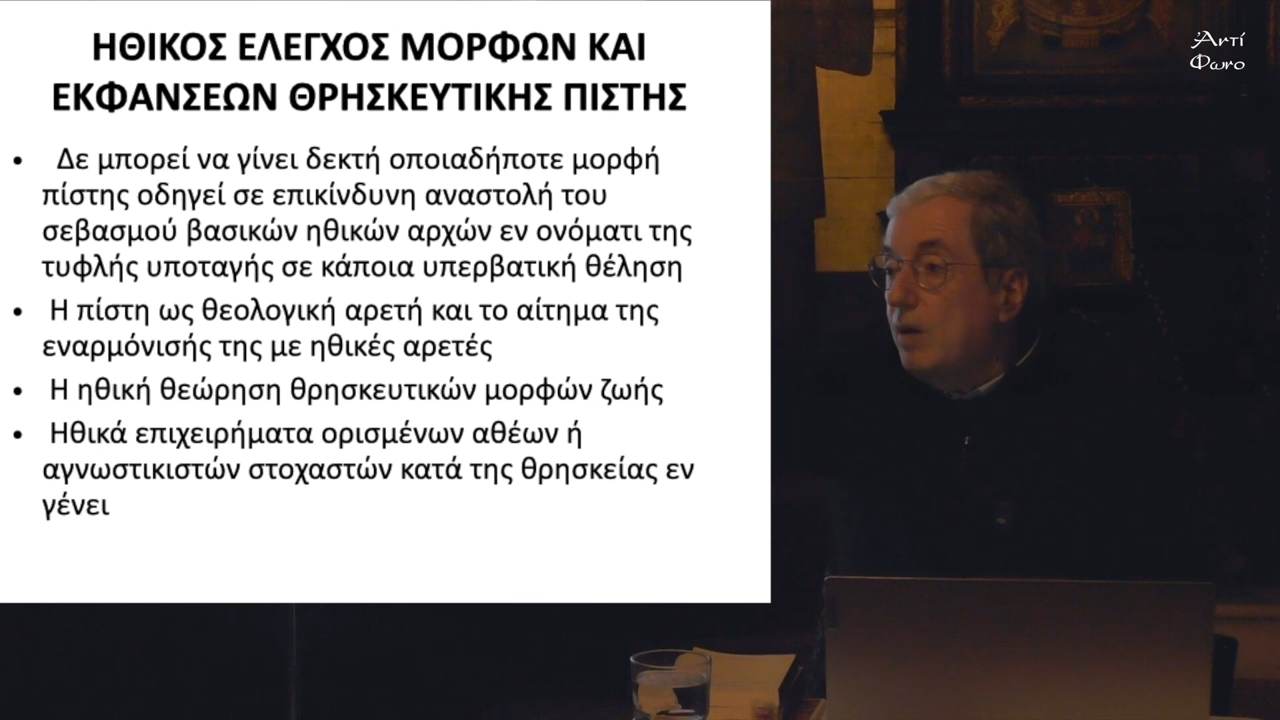 ΗΘΙΚΟΣ ΕΛΕΓΧΟΣ ΜΟΡΦΩΝ ΚΑΙ
ΕΚΦΑΝΣΕΩΝ ΘΡΗΣΚΕΥΤΙΚΗΣ ΠΙΣΤΗΣ
• Δε μπορεί να γίνει δεκτή οποιαδήποτε μορφή
πίστης οδηγεί σε επικίνδυνη αναστολή του
σεβασμού βασικών ηθικών αρχών εν ονόματι της
τυφλής υποταγής σε κάποια υπερβατική θέληση
• Η πίστη ως θεολογική αρετή και το αίτημα της
εναρμόνισής της με ηθικές αρετές
• Η ηθική θεώρηση θρησκευτικών μορφών ζωής
• Ηθικά επιχειρήματα ορισμένων αθέων ή
αγνωστικιστών στοχαστών κατά της θρησκείας εν
γένει
Ἀντί
Φωνο